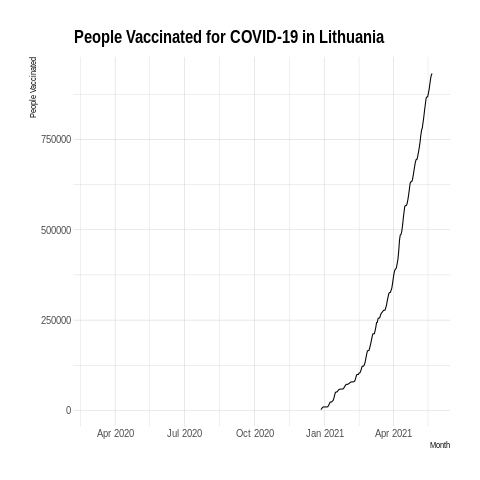 People Vaccinated for COVID-19 in Lithuania
People Vaccinated
750000
500000
250000
0
Apr 2020 Jul 2020 Oct 2020 Jan 2021 Apr 2021
Month